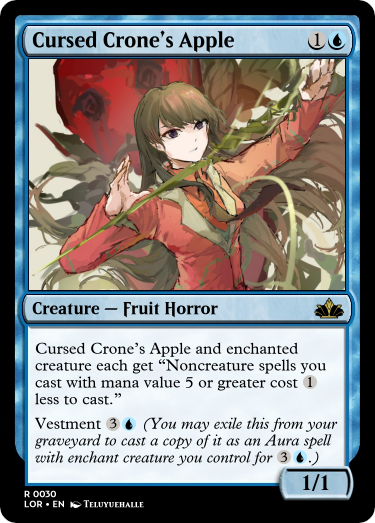 Cursed Crone's Apple 1
Creature — Fruit Horror
Cursed Crone's Apple and enchanted
creature each get “Noncreature spells you
cast with mana value 5 or greater cost 1
less to cast.”
Vestment 3 (You may exile this from your
graveyard to cast a copy of it as an Aura spell
with enchant creature you control for 3 .)
1/1
R 0030
LOR • EN Teluyuehalle